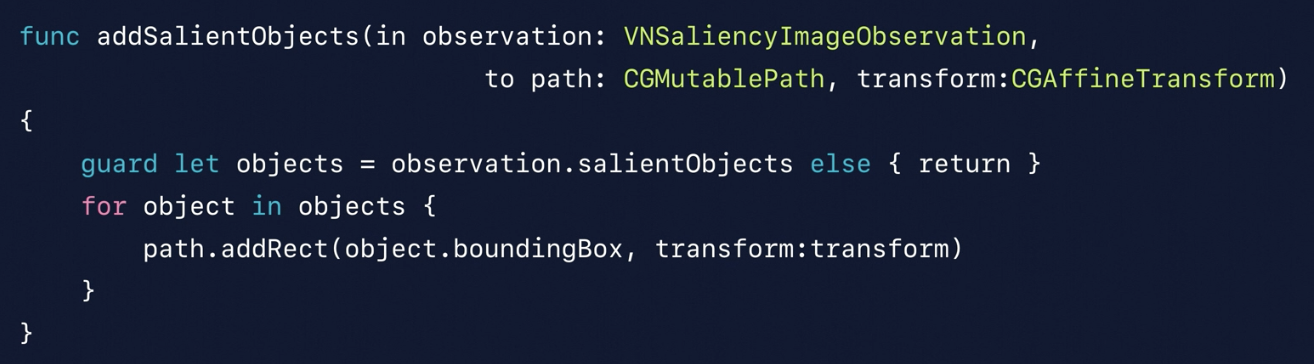 func addSalientObjects(in observation: VNSaliencyImageObservation,
                              to path: CGMutablePath, transform:CGAffineTransform)
{
    guard let objects = observation.salientObjects else { return }
    for object in objects {
        path.addRect(object.boundingBox, transform:transform)
    }
}